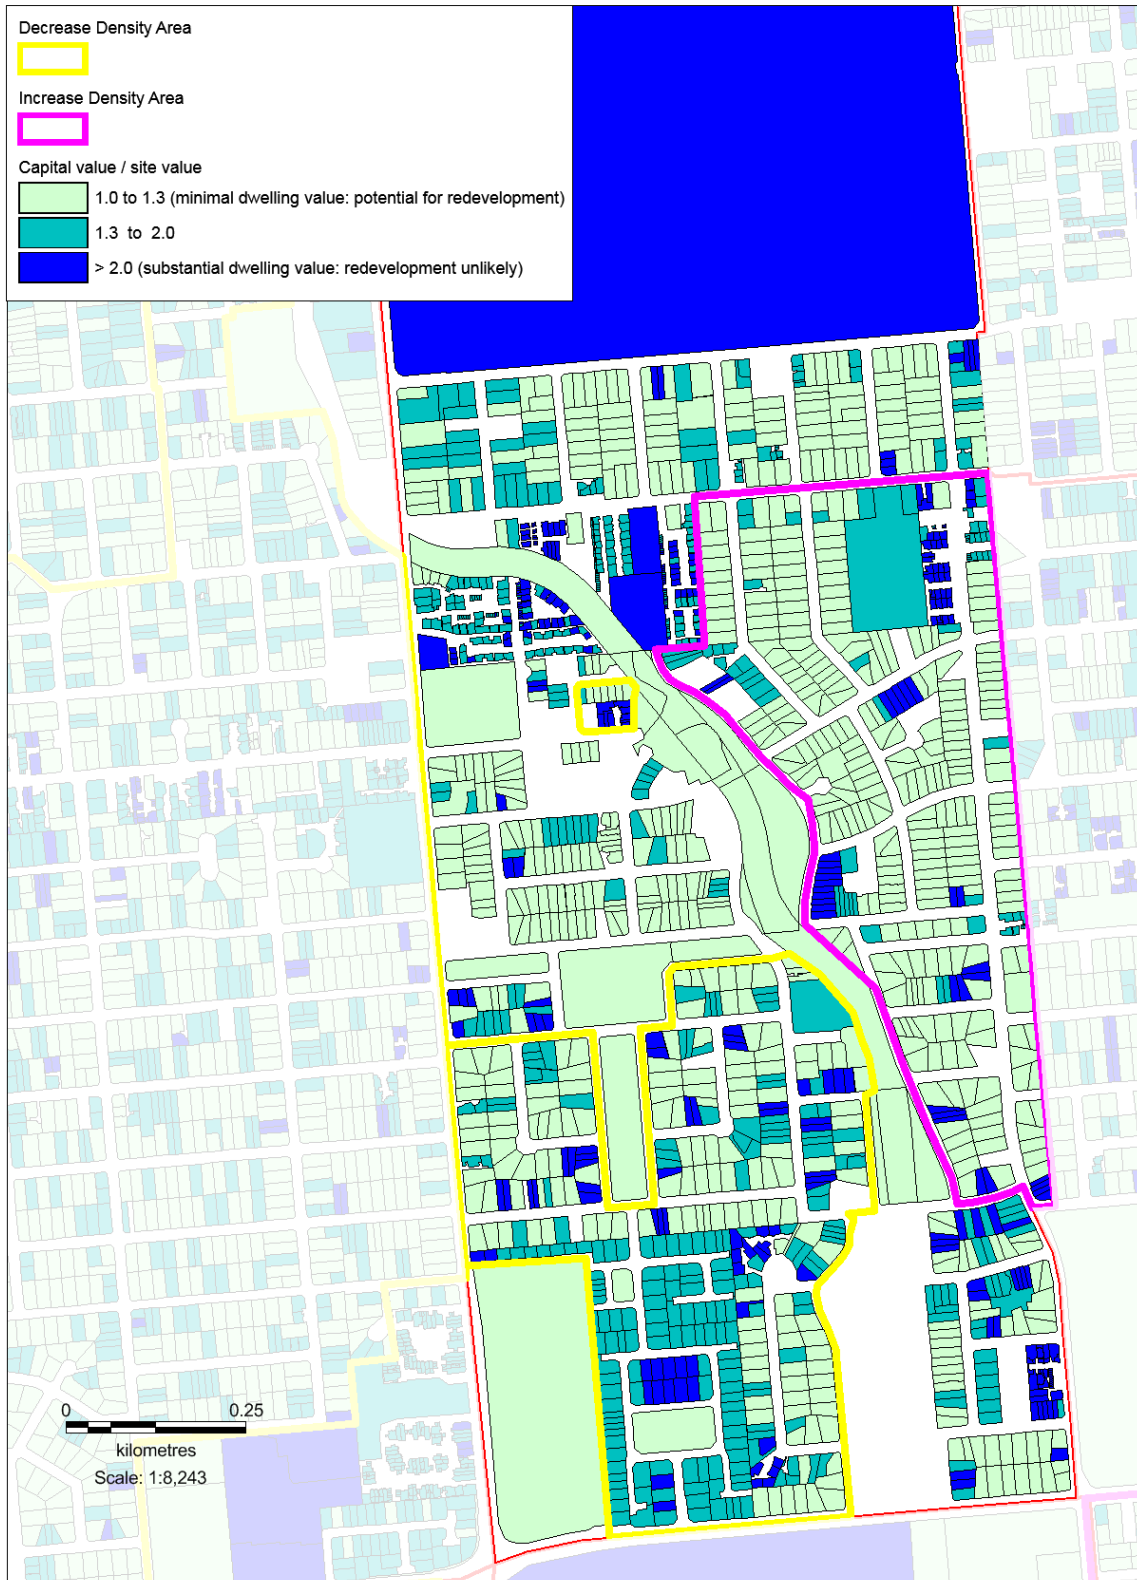 Decrease Density Area
Increase Density Area
Capital value / site value
1.0 to 1.3 (minimal dwelling value: potential for redevelopment)
1.3 to 2.0
> 2.0 (substantial dwelling value: redevelopment unlikely)
0 0.25
kilometres
Scale: 1:8,243